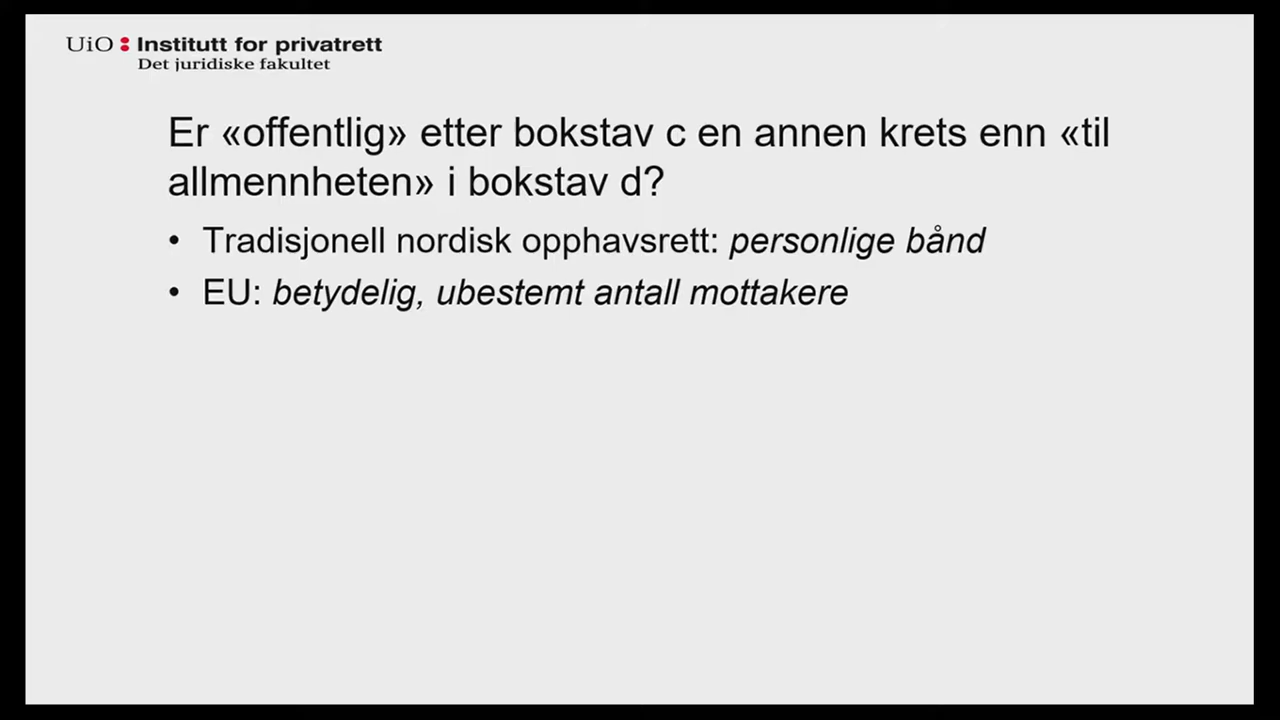 UiO : Institutt for privatrett
Det juridiske fakultet
Er «offentlig» etter bokstav c en annen krets enn «til
allmennheten» i bokstav d?
• Tradisjonell nordisk opphavsrett: personlige bånd
• EU: betydelig, ubestemt antall mottakere